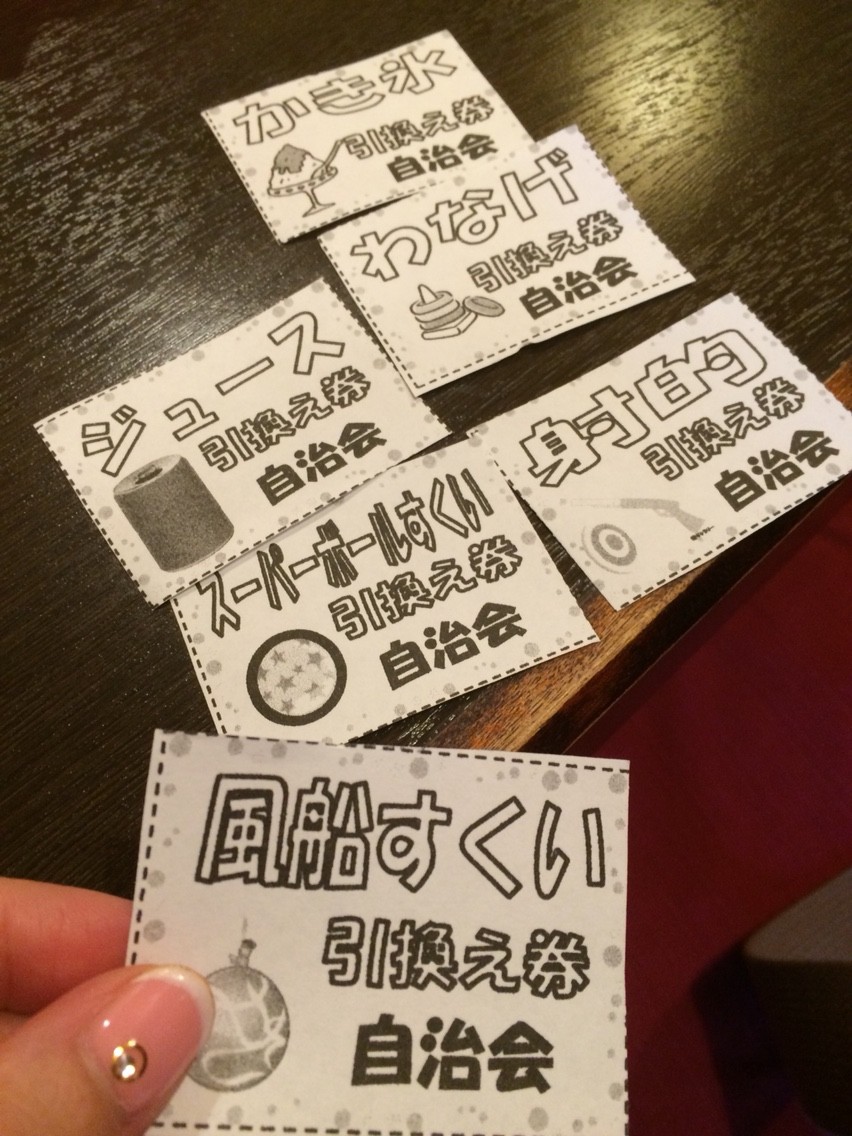 かき氷
引換え券
自治会
わなげ
引換え券
自治会
ジュース
引換え券
自治会
射的
引換え券
自治会
スーパーボールすくい
引換え券
自治会
風船すくい
引換え券
自治会